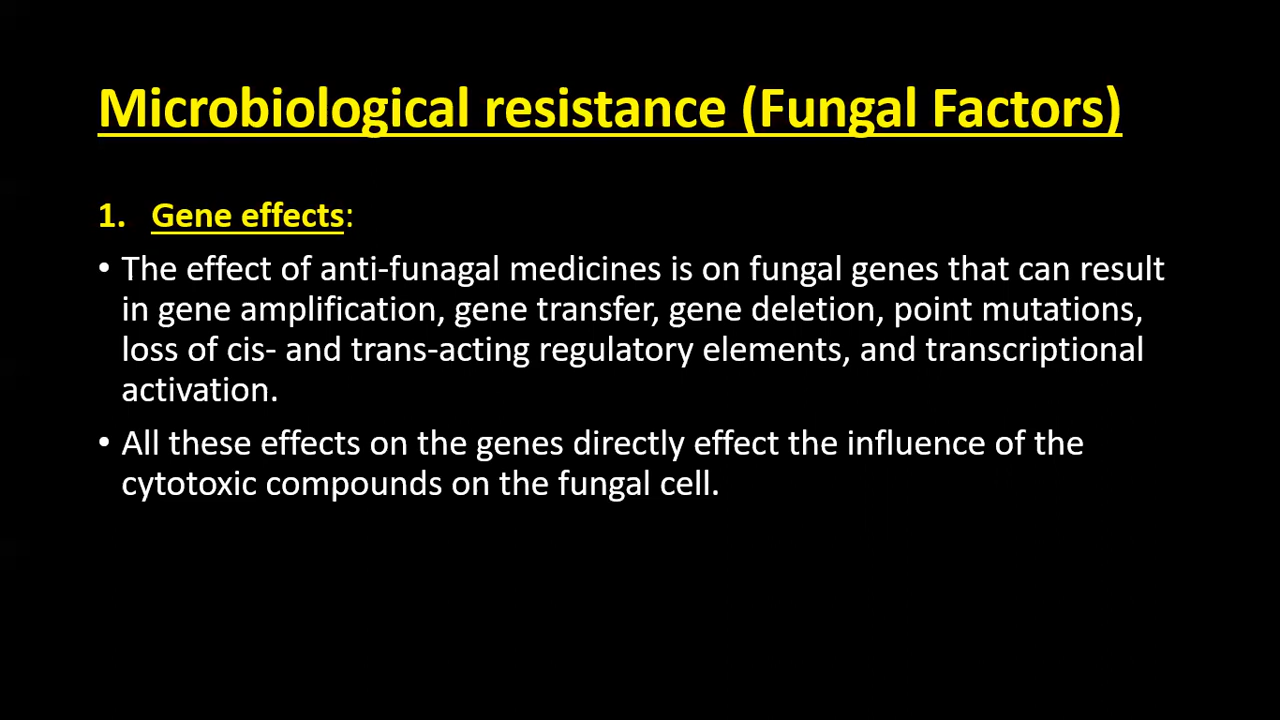 Microbiological resistance (Fungal Factors)
1. Gene effects:
• The effect of anti-funagal medicines is on fungal genes that can result
in gene amplification, gene transfer, gene deletion, point mutations,
loss of cis- and trans-acting regulatory elements, and transcriptional
activation.
• All these effects on the genes directly effect the influence of the
cytotoxic compounds on the fungal cell.